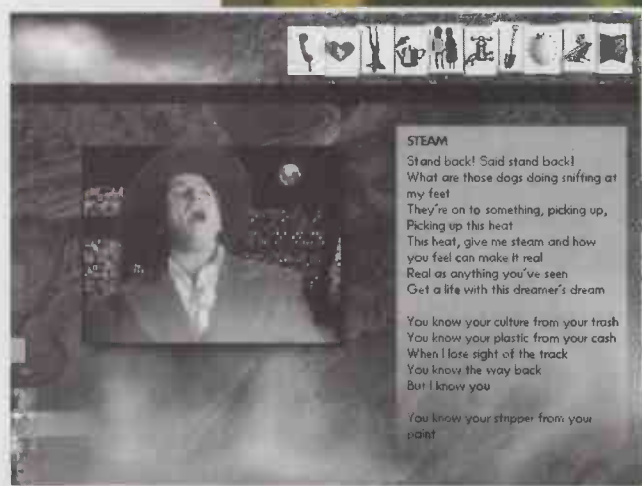 STEAM
Stand back! Said stand back!
What are those dogs doing sniffing at
my feet
They're on to something, picking up,
Picking up this heat
This heat, give me steam and how
you feel can make it real
Real as anything you've seen
Get a life with this dreamer's dream
You know your culture from your trash
You know your plastic from your cash
When I lose sight of the track
You know the way back
But I know you
You know your stripper from your
paint